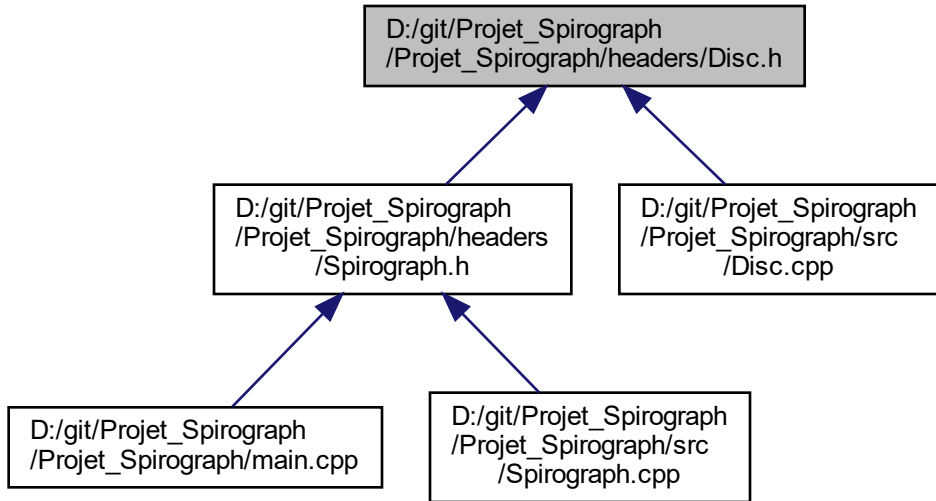 D:/git/Projet_Spirograph
/Projet_Spirograph/headers/Disc.h
D:/git/Projet_Spirograph
/Projet_Spirograph/headers
/Spirograph.h
D:/git/Projet_Spirograph
/Projet_Spirograph/src
/Disc.cpp
D:/git/Projet_Spirograph
/Projet_Spirograph/main.cpp
D:/git/Projet_Spirograph
/Projet_Spirograph/src
/Spirograph.cpp